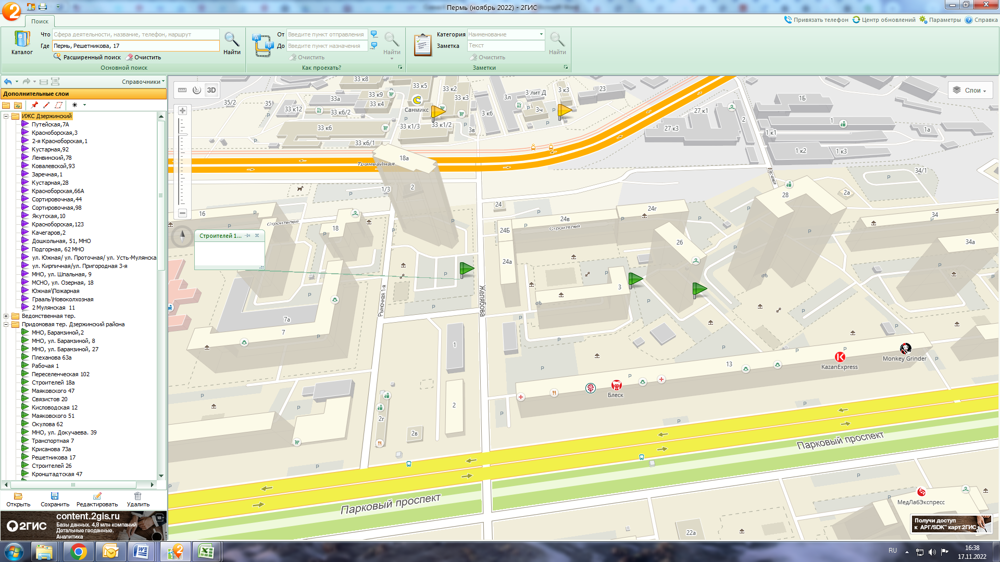 Пермь (ноябрь 2022) - 2ГИС
Поиск
Привязать телефон
Центр обновлений
Параметры
Справка
Каталог
Что
Сфера деятельности, название, телефон, маршрут
Где
Пермь, Решетникова, 17
Расширенный поиск
Очистить
Найти
Основной поиск
От
Введите пункт отправления
До
Введите пункт назначения
Очистить
Найти
Как проехать?
Категория
Наименование
Заметка
Текст
Очистить
Найти
Заметки
Справочники
Дополнительные слои
ИЖС Дзержинский
Путейская,7А
Красноборская,3
2-я Красноборская,1
Кустарная,92
Ленвинский,78
Ковалевской,93
Заречная,1
Кустарная,28
Красноборская,66А
Сортировочная,44
Сортировочная,98
Якутская,10
Красноборская,123
Качегаров,2
Дошкольная, 51, МНО
Подгорная, 62 МНО
ул. Южная/ ул. Проточная/ ул. Усть-Мулянска
ул. Кирпичная/ул. Пригородная 3-я
МНО, ул. Шпальная, 9
МСНО, ул. Озерная, 18
Южная\Пожарная
Грааль\Новоколхозная
2 Мулянская 11
Ведомственная тер.
Придомовая тер. Дзержинский района
МНО, Барамзиной,2
МНО, ул. Барамзиной, 8
МНО, ул. Барамзиной, 27
Плеханова 63а
Рабочая 1
Переселенческая 102
Строителей 18а
Маяковского 47
Связистов 20
Кисловодская 12
Маяковского 51
Окулова 62
МНО, ул. Докучаева. 39
Транспортная 7
Крисанова 73а
Решетникова 17
Строителей 26
Кронштадтская 47
Открыть
Сохранить
Редактировать
Удалить
2ГИС
content.2gis.ru
Базы данных. 4,8 млн компаний
Детальные геоданные.
Аналитика
18+
3D
Слои
35/2
35
33а
33 к8
33 к9
33 к4
33 к12
33 к6/2
33 к6
33 к6/1
33 к5
33 к2
33 к3
Санмикс
33 к1/3
33 к1/2
3в
3 к6
3л
3 лит Д
3ч
3 к3
23
27 к1
27 к3
2
1Б
1
1а
1 к1
1 к2
1 к3
34/1
18а
Трамвайная
2
1/3
16
Строителей
18
24
24Б
24в
Строителей
24г
24а
26
28
2а
34
34а
Строителей 1...
3
7а
7
Рыночная 1-я
Желябова
1
2
2г
2в
13
Блеск
KazanExpress
Monkey Grinder
Парковый проспект
Парковый проспект
МедЛабЭкспресс
22а
Получи доступ
к АРГ/SDK" карт 2ГИС
RU
16:38
17.11.2022